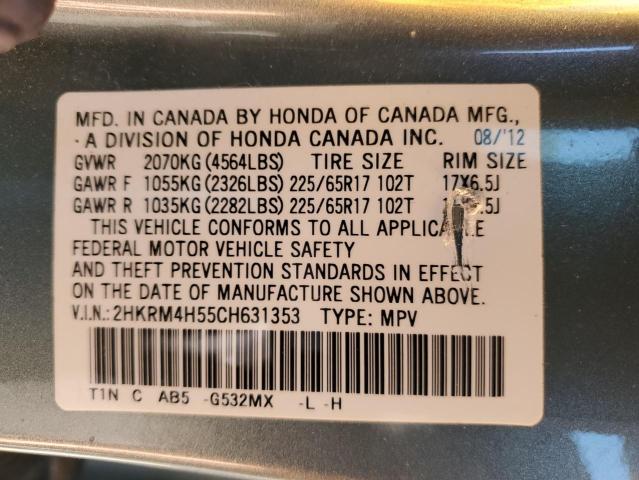 MFD. IN CANADA BY HONDA OF CANADA MFG.,
A DIVISION OF HONDA CANADA INC. 08/'12
GVWR 2070KG (4564LBS) TIRE SIZE RIM SIZE
GAWR F 1055KG (2326LBS) 225/65R17 102T 17X6.5J
GAWR R 1035KG (2282LBS) 225/65R17 102T
THIS VEHICLE CONFORMS TO ALL APPLICABLE
FEDERAL MOTOR VEHICLE SAFETY
AND THEFT PREVENTION STANDARDS IN EFFECT
ON THE DATE OF MANUFACTURE SHOWN ABOVE.
V.I.N.: 2HKRM4H55CH631353 TYPE: MPV
T1N C AB5 -G532MX -L -H